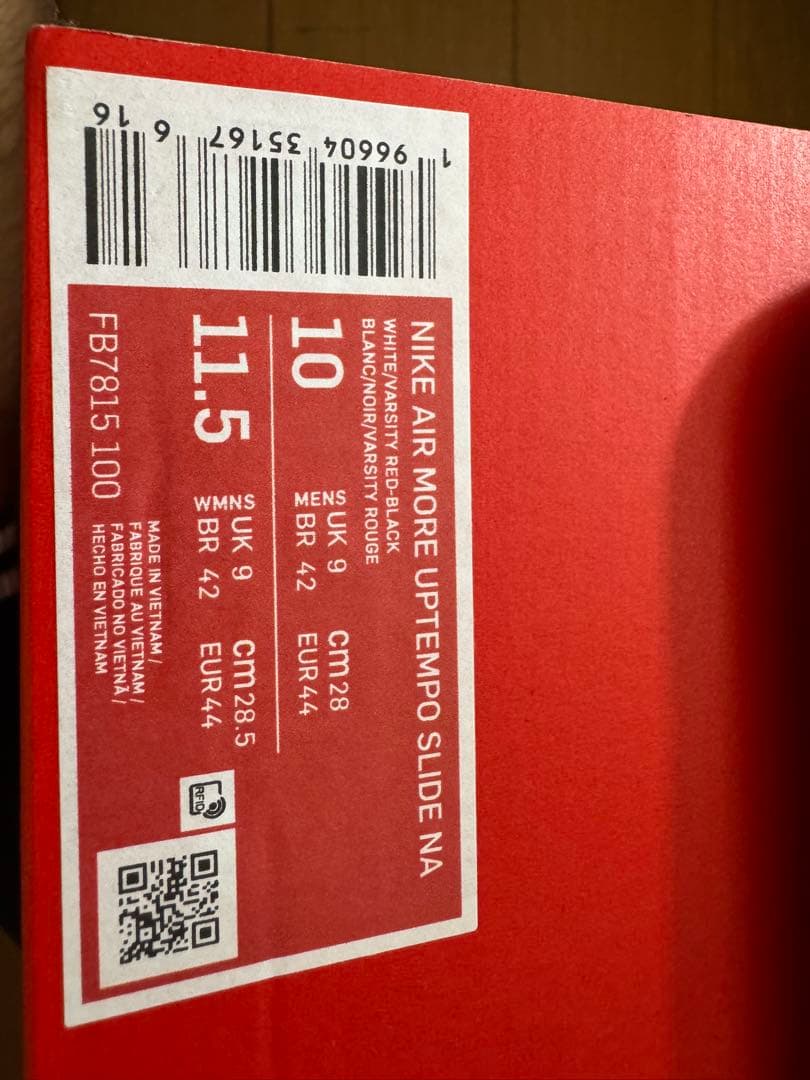 NIKE AIR MORE UPTEMPO SLIDE NA
WHITE/VARSITY RED-BLACK
BLANC/NOIR/VARSITY ROUGE
10
MENS
UK 9 cm 28
BR 42 EUR 44
11.5
WMNS
UK 9 cm 28.5
BR 42 EUR 44
FB7815 100
MADE IN VIETNAM /
FABRIQUE AU VIETNAM /
FABRICADO NO VIETNÃ /
HECHO EN VIETNAM
RFID
1 96604 35167 6 16